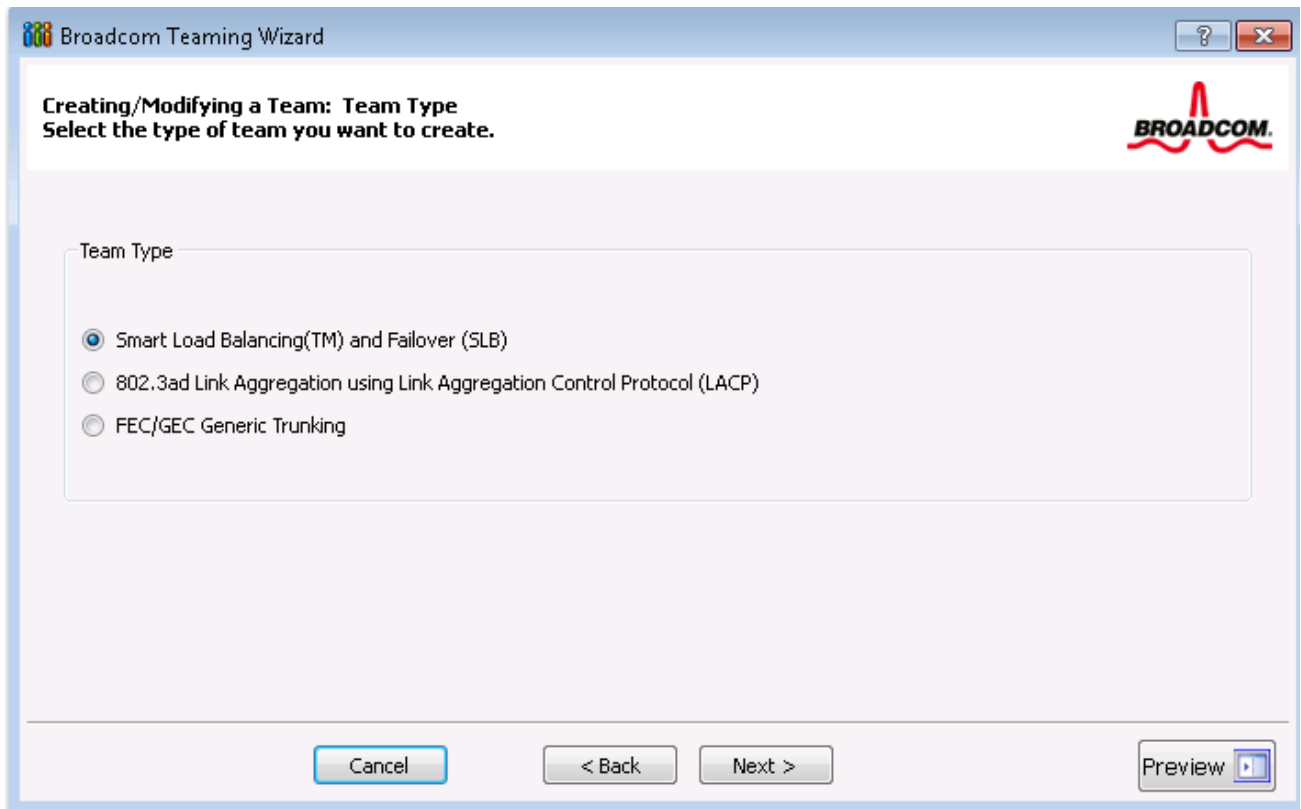 Broadcom Teaming Wizard
?
Creating/Modifying a Team: Team Type
Select the type of team you want to create.
BROADCOM.
Team Type
Smart Load Balancing(TM) and Failover (SLB)
802.3ad Link Aggregation using Link Aggregation Control Protocol (LACP)
FEC/GEC Generic Trunking
Cancel
< Back
Next >
Preview